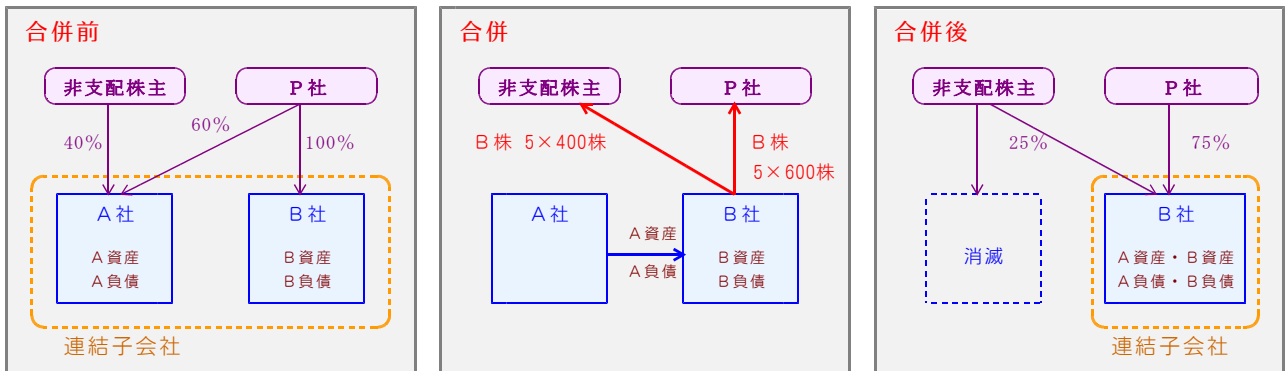 合併前
非支配株主
P社
40%
60%
100%
A社
A資産
A負債
B社
B資産
B負債
連結子会社
合併
非支配株主
P社
B株 5×400株
B株
5×600株
A社
A資産
A負債
B社
B資産
B負債
合併後
非支配株主
P社
25%
75%
消滅
B社
A資産・B資産
A負債・B負債
連結子会社